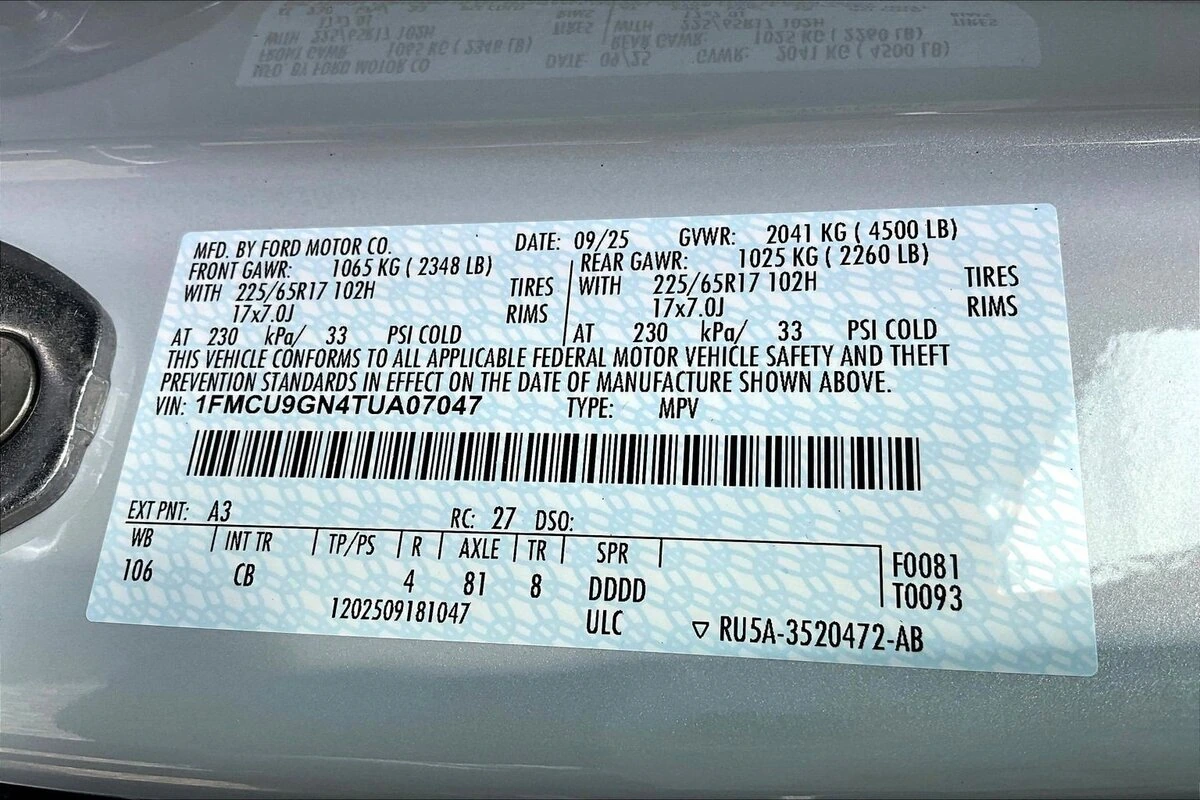 MFD. BY FORD MOTOR CO. DATE: 09/25 GVWR: 2041 KG ( 4500 LB)
FRONT GAWR: 1065 KG ( 2348 LB) REAR GAWR: 1025 KG ( 2260 LB)
WITH 225/65R17 102H TIRES WITH 225/65R17 102H TIRES
17x7.0J RIMS 17x7.0J RIMS
AT 230 kPa/ 33 PSI COLD AT 230 kPa/ 33 PSI COLD
THIS VEHICLE CONFORMS TO ALL APPLICABLE FEDERAL MOTOR VEHICLE SAFETY AND THEFT
PREVENTION STANDARDS IN EFFECT ON THE DATE OF MANUFACTURE SHOWN ABOVE.
VIN: 1FMCU9GN4TUA07047 TYPE: MPV
EXT PNT: A3 RC: 27 DSO:
WB INT TR TP/PS R AXLE TR SPR F0081
106 CB 4 81 8 DDDD T0093
1202509181047 ULC ▽ RU5A-3520472-AB